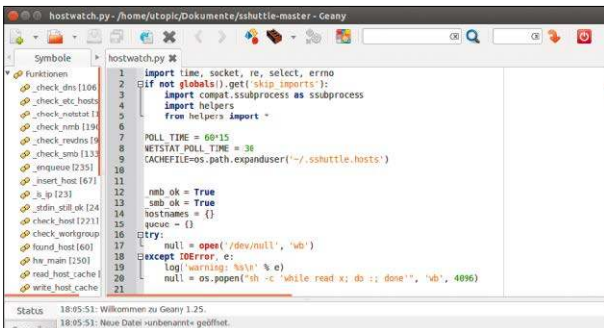 hostwatch.py - /home/utopic/Dokumente/sshuttle-master - Geany
Symbole
hostwatch.py
Funktionen
_check_dns [106
_check_etc_hosts
_check_netstat [1
_check_nmb [190
_check_revdns [9
_check_smb [133
_enqueue [235]
_insert_host [67]
_is_ip [23]
_stdin_still_ok [24
check_host [221]
check_workgroup
found_host [60]
hw_main [250]
read_host_cache [
write_host_cache
1 import time, socket, re, select, errno
2 if not globals().get('skip_imports'):
3 import compat.ssubprocess as ssubprocess
4 import helpers
5 from helpers import *
6
7 POLL_TIME = 60*15
8 NETSTAT_POLL_TIME = 30
9 CACHEFILE=os.path.expanduser('~/.sshuttle.hosts')
10
11
12 _nmb_ok = True
13 _smb_ok = True
14 hostnames = {}
15 queue = {}
16 try:
17 null = open('/dev/null', 'wb')
18 except IOError, e:
19 log('warning: %s\n' % e)
20 null = os.popen("sh -c 'while read x; do :; done'", 'wb', 4096)
21
Status
18:05:51: Willkommen zu Geany 1.25.
18:05:51: Neue Datei »unbenannt« geöffnet.